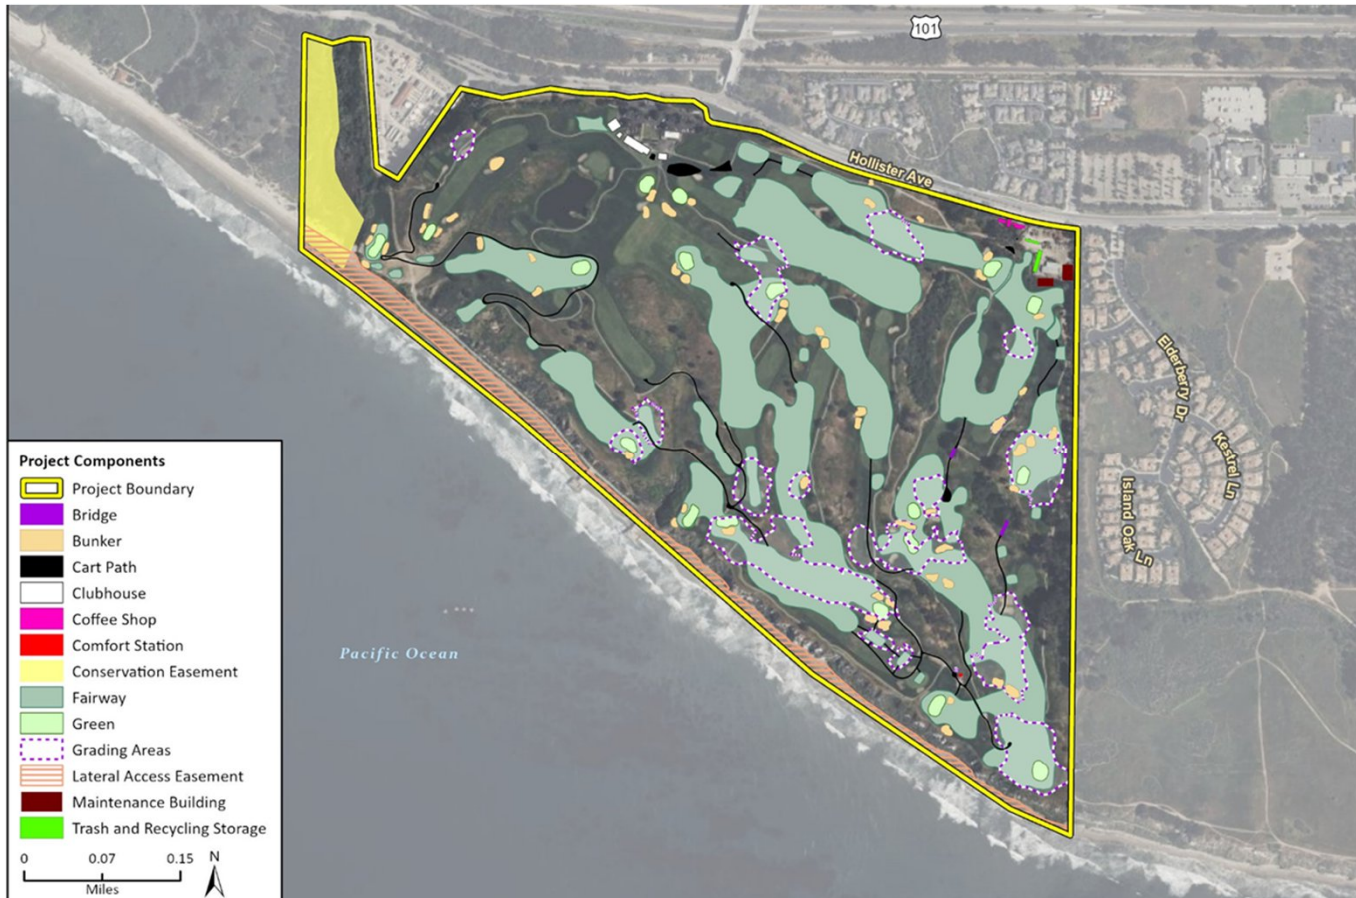 101
Hollister Ave
Elderberry Dr
Kestrel Ln
Island Oak Ln
Pacific Ocean
Project Components
Project Boundary
Bridge
Bunker
Cart Path
Clubhouse
Coffee Shop
Comfort Station
Conservation Easement
Fairway
Green
Grading Areas
Lateral Access Easement
Maintenance Building
Trash and Recycling Storage
0 0.07 0.15
Miles
N